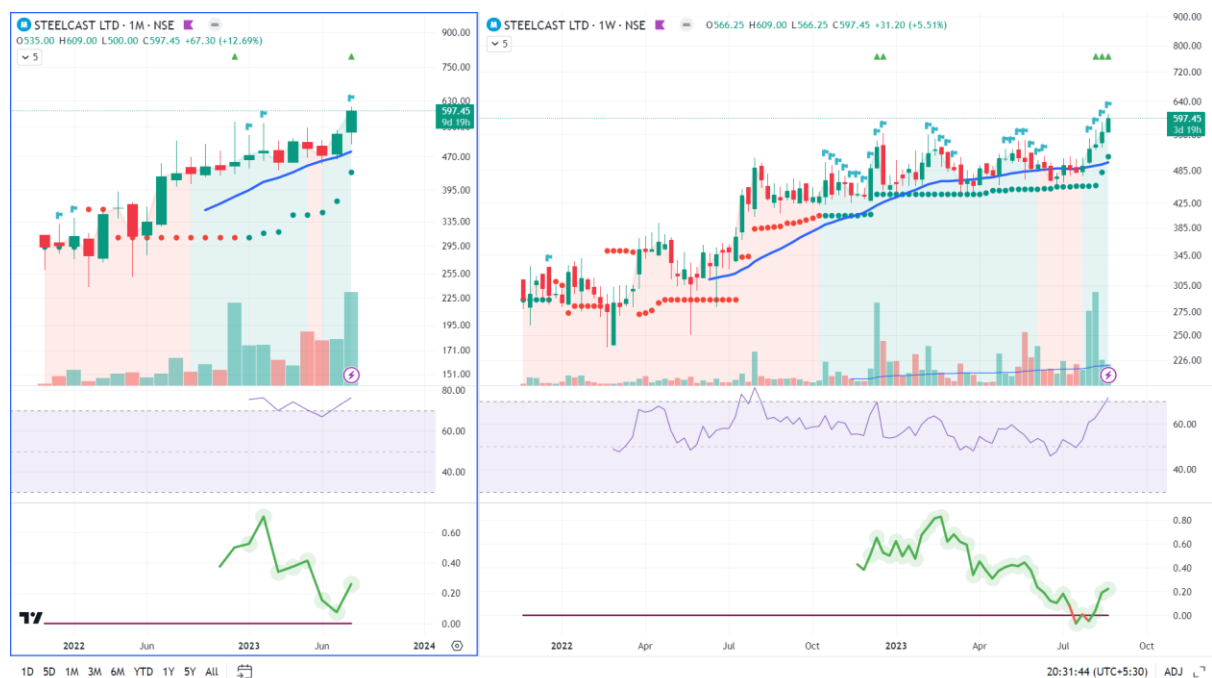 STEELCAST LTD · 1M · NSE
O535.00 H609.00 L500.00 C597.45 +67.30 (+12.69%)
5
900.00
750.00
630.00
597.45
9d 19h
470.00
395.00
335.00
295.00
255.00
225.00
195.00
171.00
151.00
80.00
60.00
40.00
0.60
0.40
0.20
0.00
2022
Jun
2023
Jun
2024
STEELCAST LTD · 1W · NSE
O566.25 H609.00 L566.25 C597.45 +31.20 (+5.51%)
5
900.00
800.00
720.00
640.00
597.45
3d 19h
485.00
425.00
385.00
345.00
305.00
275.00
250.00
226.00
60.00
40.00
0.80
0.60
0.40
0.20
0.00
2022
Apr
Jul
Oct
2023
Apr
Jul
Oct
1D 5D 1M 3M 6M YTD 1Y 5Y All
20:31:44 (UTC+5:30) ADJ